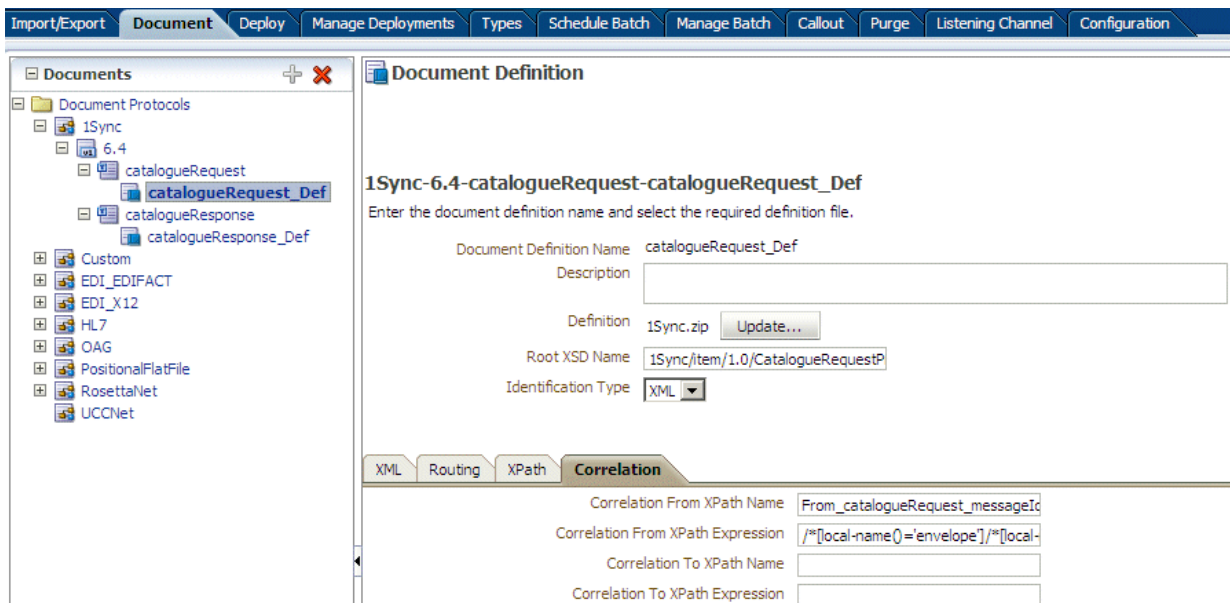 Import/Export Document Deploy Manage Deployments Types Schedule Batch Manage Batch Callout Purge Listening Channel Configuration
Documents
Document Protocols
1Sync
6.4
catalogueRequest
catalogueRequest_Def
catalogueResponse
catalogueResponse_Def
Custom
EDI_EDIFACT
EDI_X12
HL7
OAG
PositionalFlatFile
RosettaNet
UCCNet
Document Definition
1Sync-6.4-catalogueRequest-catalogueRequest_Def
Enter the document definition name and select the required definition file.
Document Definition Name catalogueRequest_Def
Description
Definition 1Sync.zip Update...
Root XSD Name 1Sync/item/1.0/CatalogueRequestP
Identification Type XML
XML Routing XPath Correlation
Correlation From XPath Name From_catalogueRequest_messageId
Correlation From XPath Expression /*[local-name()='envelope']/*[local-
Correlation To XPath Name
Correlation To XPath Expression